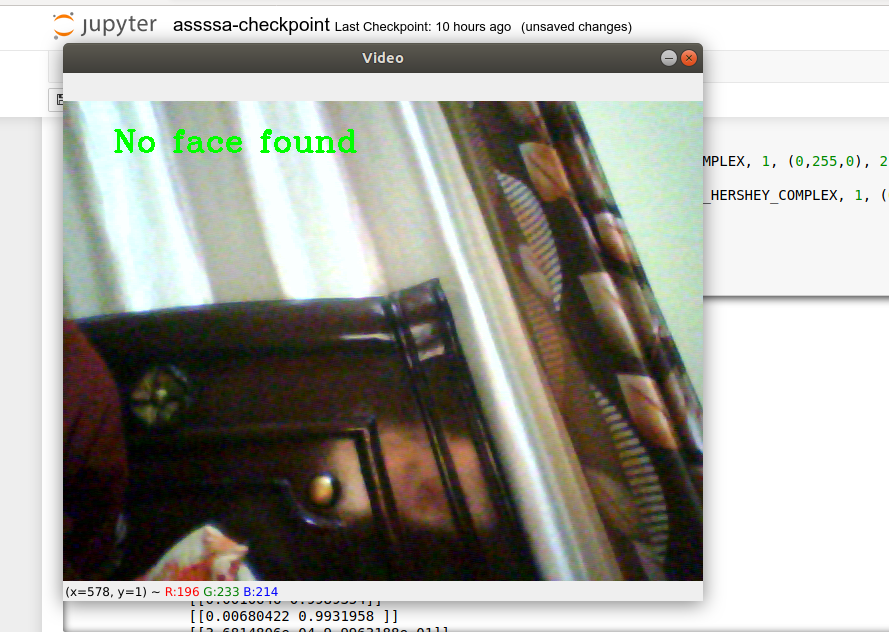 jupyter assssa-checkpoint Last Checkpoint: 10 hours ago (unsaved changes)
Video
No face found
MPLEX, 1, (0,255,0), 2
_HERSHEY_COMPLEX, 1, (
(x=578, y=1) ~ R:196 G:233 B:214
[[0.00680422 0.9931958 ]]